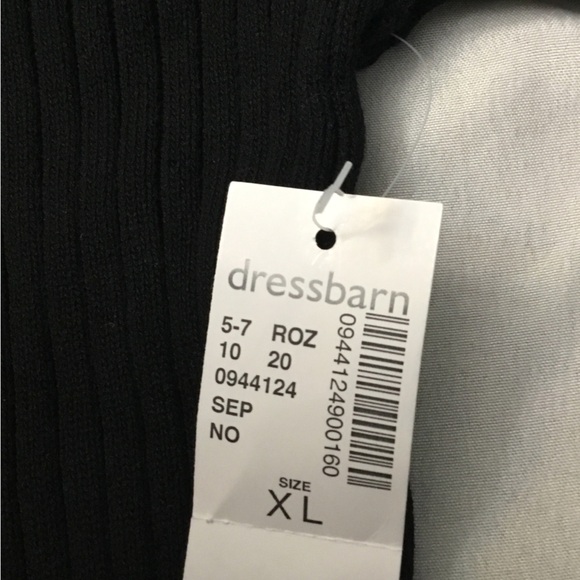 dressbarn
5-7 ROZ
10 20
0944124
SEP
NO
0944124900160
SIZE
XL